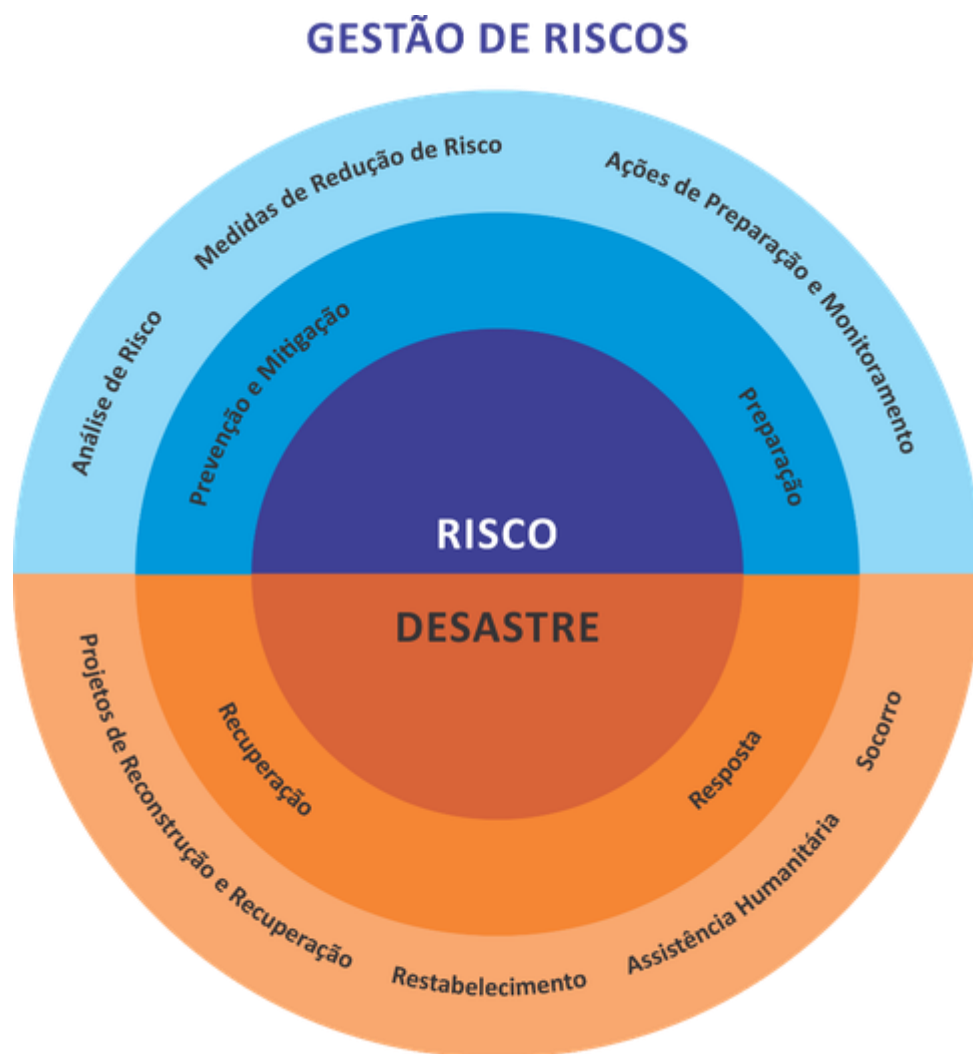 GESTÃO DE RISCOS
Análise de Risco
Medidas de Redução de Risco
Ações de Preparação e Monitoramento
Prevenção e Mitigação
Preparação
RISCO
DESASTRE
Recuperação
Resposta
Projetos de Reconstrução e Recuperação
Restabelecimento
Assistência Humanitária
Socorro